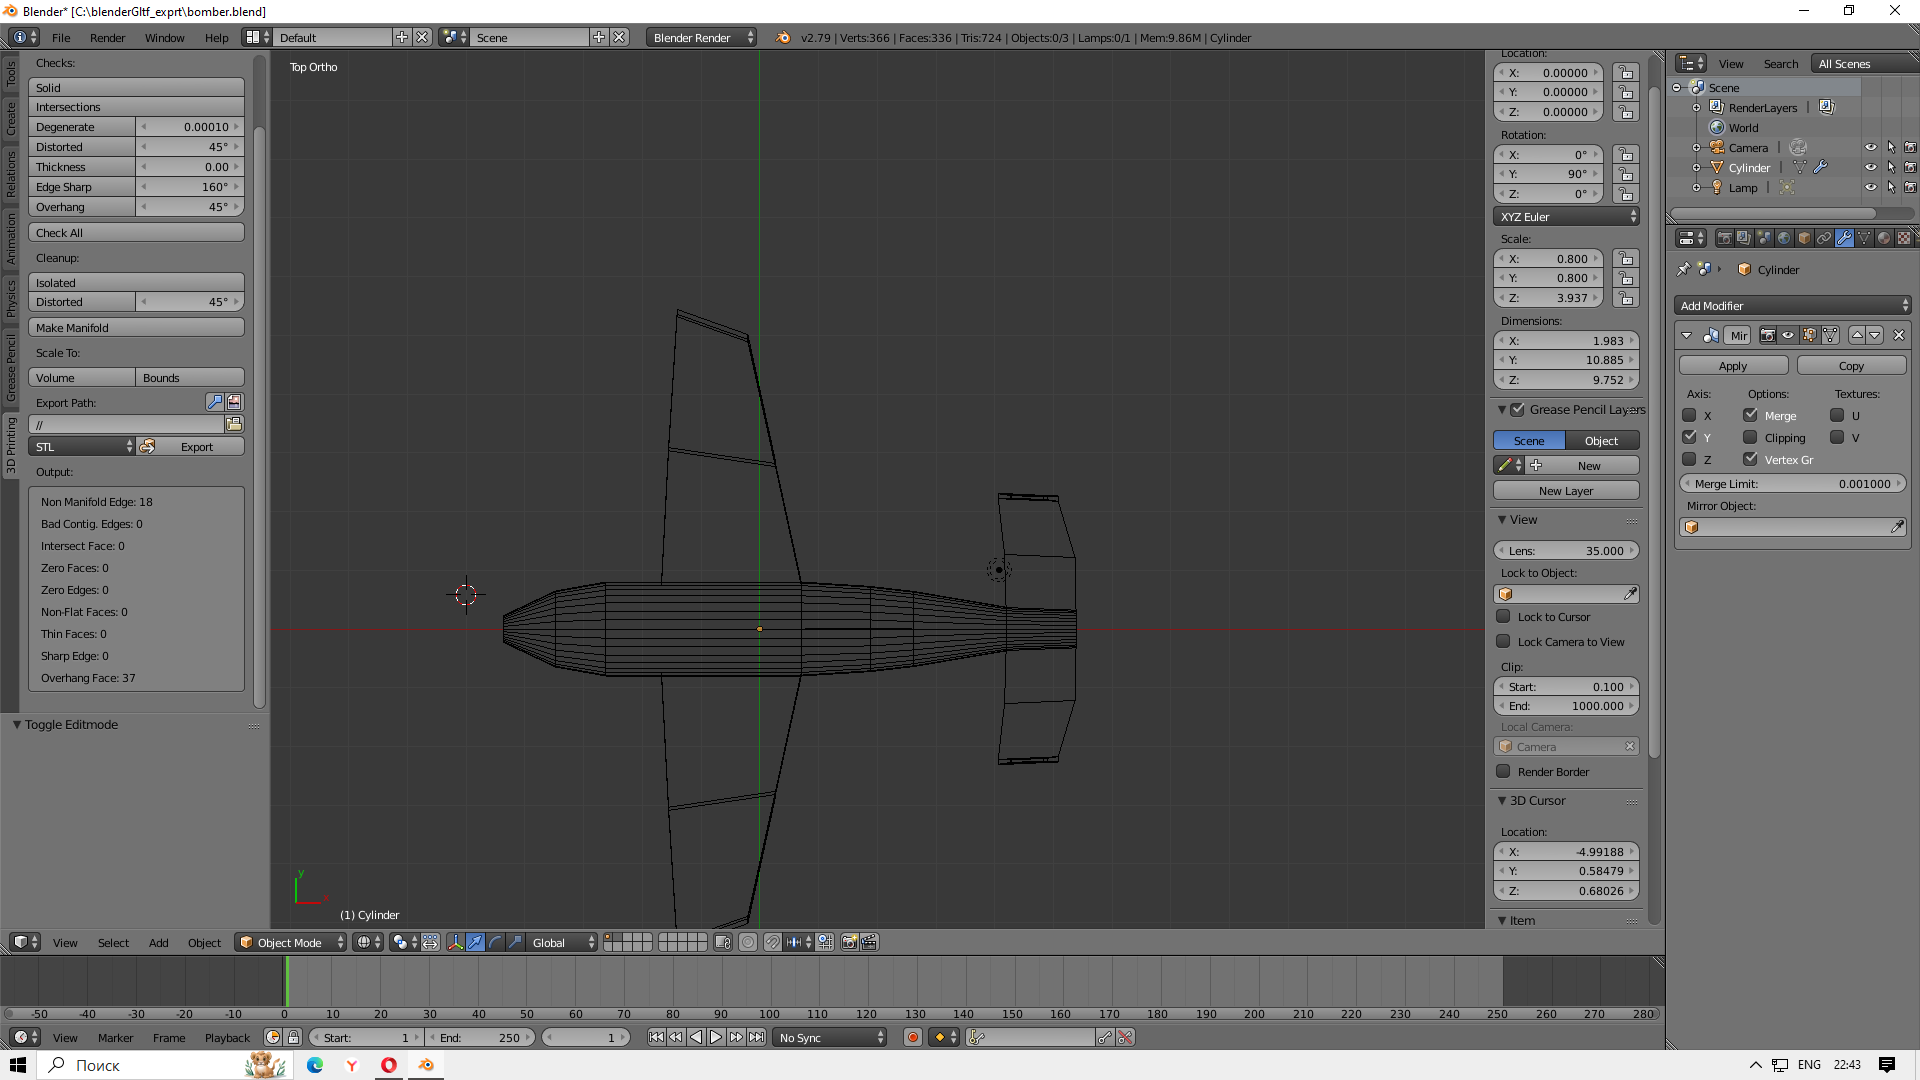 Blender* [C:\blenderGltf_exprt\bomber.blend]
File Render Window Help Default Scene Blender Render v2.79 | Verts:366 | Faces:336 | Tris:724 | Objects:0/3 | Lamps:0/1 | Mem:9.86M | Cylinder
Tools
Create
Relations
Animation
Physics
Grease Pencil
3D Printing
Checks:
Solid
Intersections
Degenerate 0.00010
Distorted 45°
Thickness 0.00
Edge Sharp 160°
Overhang 45°
Check All
Cleanup:
Isolated
Distorted 45°
Make Manifold
Scale To:
Volume Bounds
Export Path:
//
STL Export
Output:
Non Manifold Edge: 18
Bad Contig. Edges: 0
Intersect Face: 0
Zero Faces: 0
Zero Edges: 0
Non-Flat Faces: 0
Thin Faces: 0
Sharp Edge: 0
Overhang Face: 37
Toggle Editmode
Top Ortho
y
x
(1) Cylinder
Location:
X: 0.00000
Y: 0.00000
Z: 0.00000
Rotation:
X: 0°
Y: 90°
Z: 0°
XYZ Euler
Scale:
X: 0.800
Y: 0.800
Z: 3.937
Dimensions:
X: 1.983
Y: 10.885
Z: 9.752
Grease Pencil Layers
Scene Object
New
New Layer
View
Lens: 35.000
Lock to Object:
Lock to Cursor
Lock Camera to View
Clip:
Start: 0.100
End: 1000.000
Local Camera:
Camera
Render Border
3D Cursor
Location:
X: -4.99188
Y: 0.58479
Z: 0.68026
Item
View Search All Scenes
Scene
RenderLayers |
World
Camera |
Cylinder |
Lamp |
Cylinder
Add Modifier
Mir
Apply Copy
Axis: Options: Textures:
X Merge U
Y Clipping V
Z Vertex Gr
Merge Limit: 0.001000
Mirror Object:
View Select Add Object Object Mode Global
-50 -40 -30 -20 -10 0 10 20 30 40 50 60 70 80 90 100 110 120 130 140 150 160 170 180 190 200 210 220 230 240 250 260 270 280
View Marker Frame Playback Start: 1 End: 250 1 No Sync
Поиск ENG 22:43